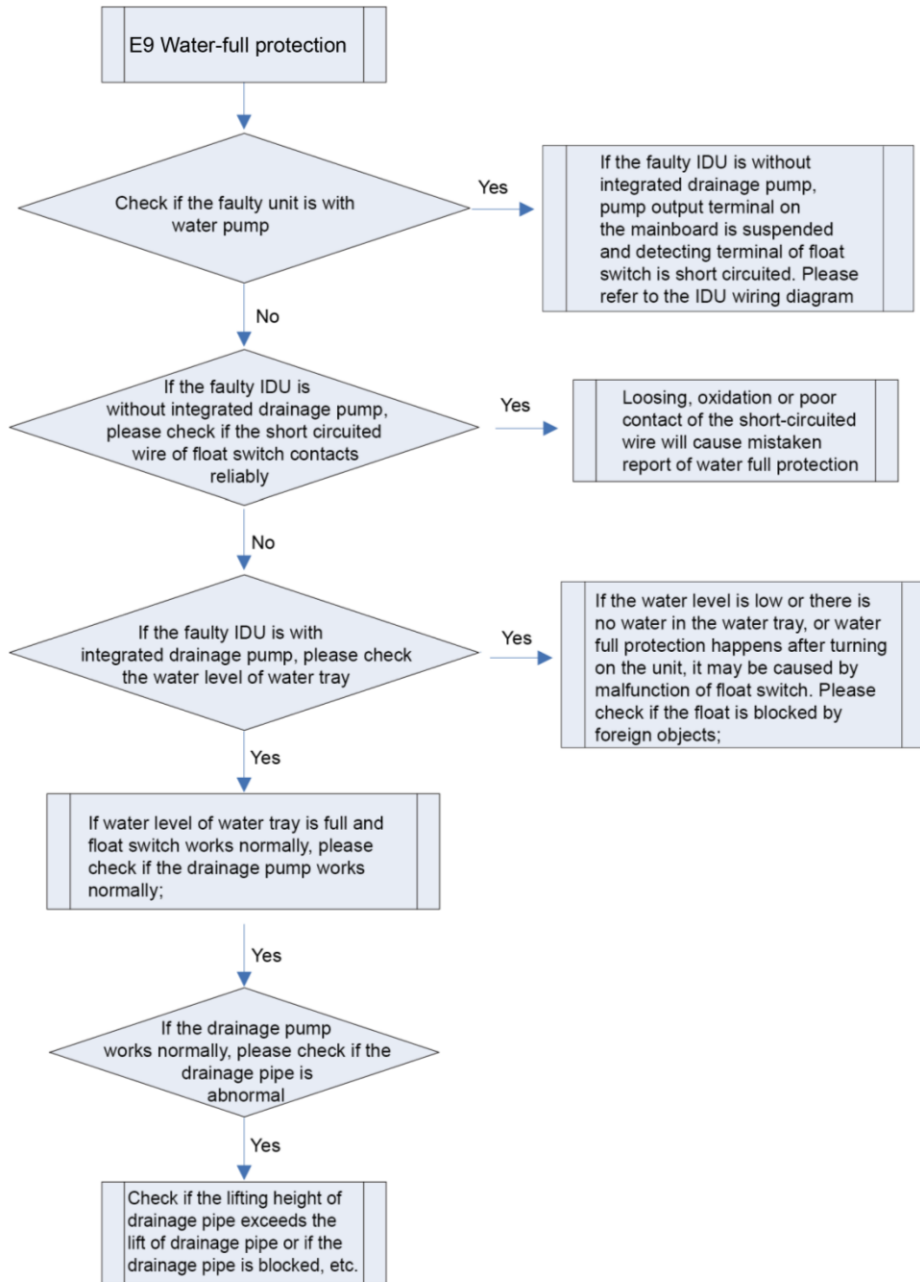 E9 Water-full protection
Check if the faulty unit is with
water pump
Yes
If the faulty IDU is without
integrated drainage pump,
pump output terminal on
the mainboard is suspended
and detecting terminal of float
switch is short circuited. Please
refer to the IDU wiring diagram
No
If the faulty IDU is
without integrated drainage pump,
please check if the short circuited
wire of float switch contacts
reliably
Yes
Loosing, oxidation or poor
contact of the short-circuited
wire will cause mistaken
report of water full protection
No
If the faulty IDU is with
integrated drainage pump, please check
the water level of water tray
Yes
If the water level is low or there is
no water in the water tray, or water
full protection happens after turning
on the unit, it may be caused by
malfunction of float switch. Please
check if the float is blocked by
foreign objects;
Yes
If water level of water tray is full and
float switch works normally, please
check if the drainage pump works
normally;
Yes
If the drainage pump
works normally, please check if the
drainage pipe is
abnormal
Yes
Check if the lifting height of
drainage pipe exceeds the
lift of drainage pipe or if the
drainage pipe is blocked, etc.